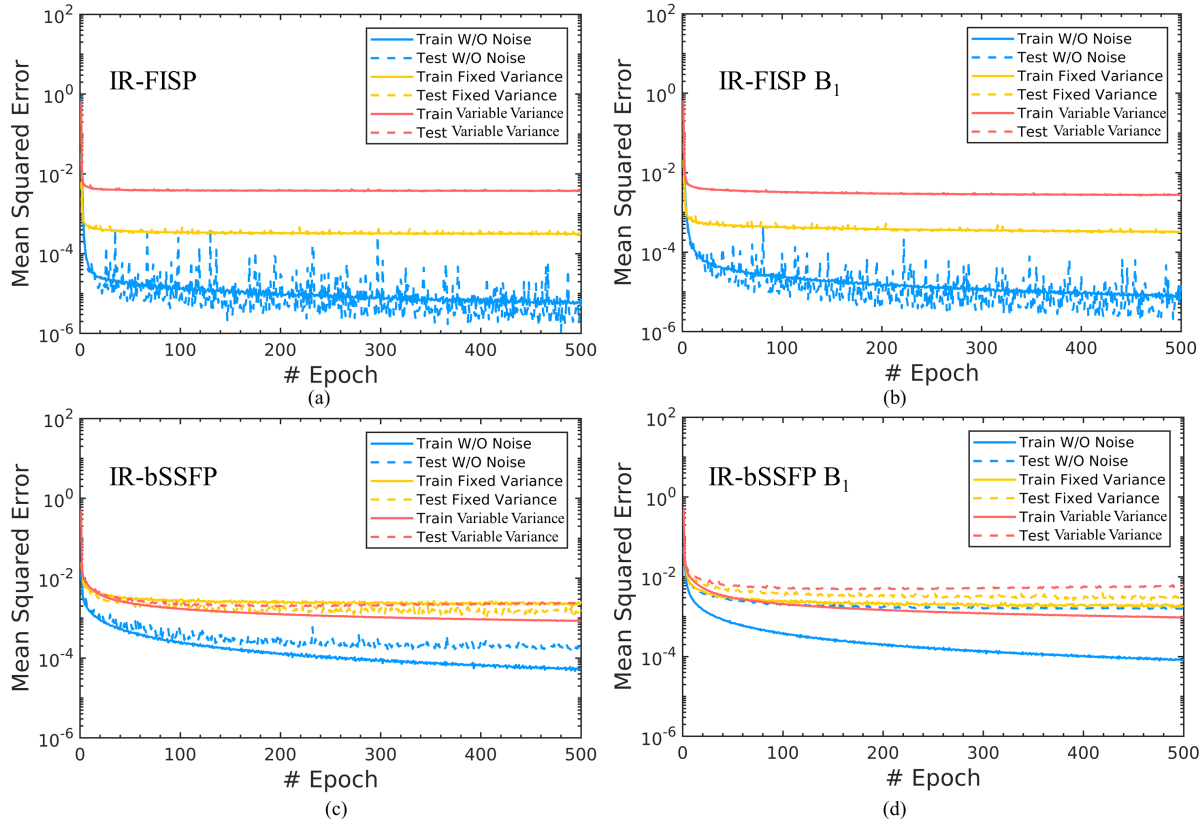 10^2
10^0
10^-2
10^-4
10^-6
Mean Squared Error
IR-FISP
Train W/O Noise
Test W/O Noise
Train Fixed Variance
Test Fixed Variance
Train Variable Variance
Test Variable Variance
0 100 200 300 400 500
# Epoch
(a)
10^2
10^0
10^-2
10^-4
10^-6
Mean Squared Error
IR-FISP B_1
Train W/O Noise
Test W/O Noise
Train Fixed Variance
Test Fixed Variance
Train Variable Variance
Test Variable Variance
0 100 200 300 400 500
# Epoch
(b)
10^2
10^0
10^-2
10^-4
10^-6
Mean Squared Error
IR-bSSFP
Train W/O Noise
Test W/O Noise
Train Fixed Variance
Test Fixed Variance
Train Variable Variance
Test Variable Variance
0 100 200 300 400 500
# Epoch
(c)
10^2
10^0
10^-2
10^-4
10^-6
Mean Squared Error
IR-bSSFP B_1
Train W/O Noise
Test W/O Noise
Train Fixed Variance
Test Fixed Variance
Train Variable Variance
Test Variable Variance
0 100 200 300 400 500
# Epoch
(d)